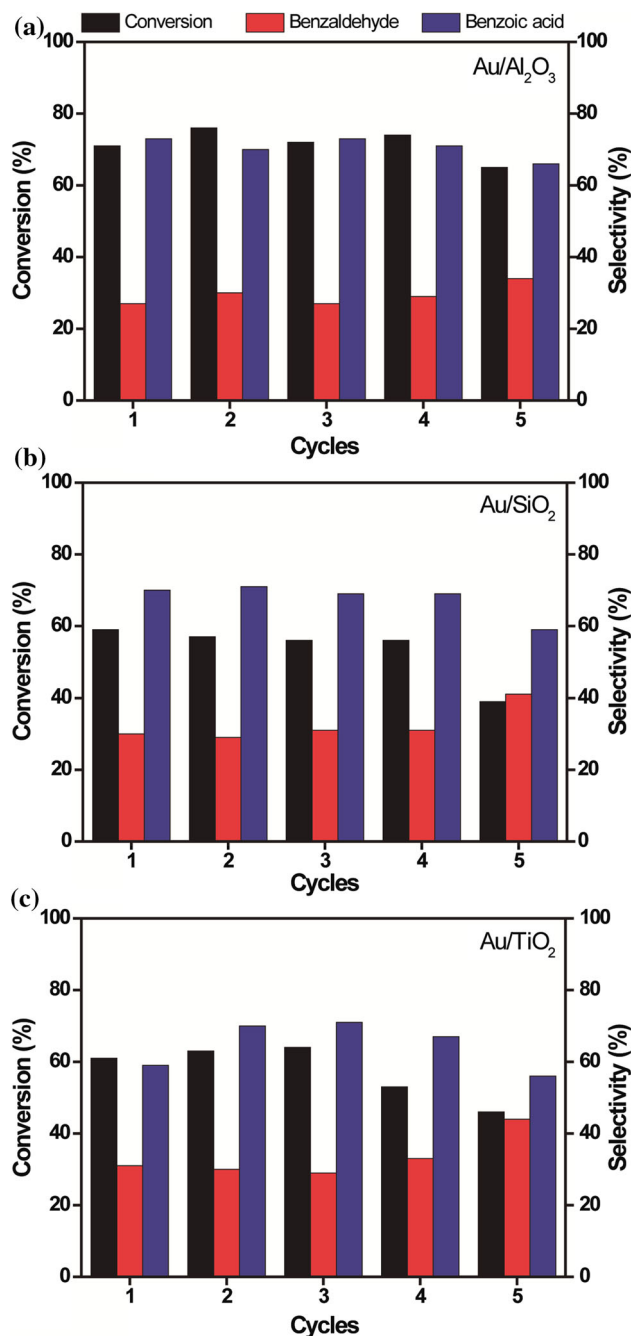 (a) Conversion Benzaldehyde Benzoic acid
100 100
Au/Al₂O₃
80 80
60 60
40 40
20 20
0 0
Conversion (%)
Selectivity (%)
1 2 3 4 5
Cycles
(b)
100 100
Au/SiO₂
80 80
60 60
40 40
20 20
0 0
Conversion (%)
Selectivity (%)
1 2 3 4 5
Cycles
(c)
100 100
Au/TiO₂
80 80
60 60
40 40
20 20
0 0
Conversion (%)
Selectivity (%)
1 2 3 4 5
Cycles